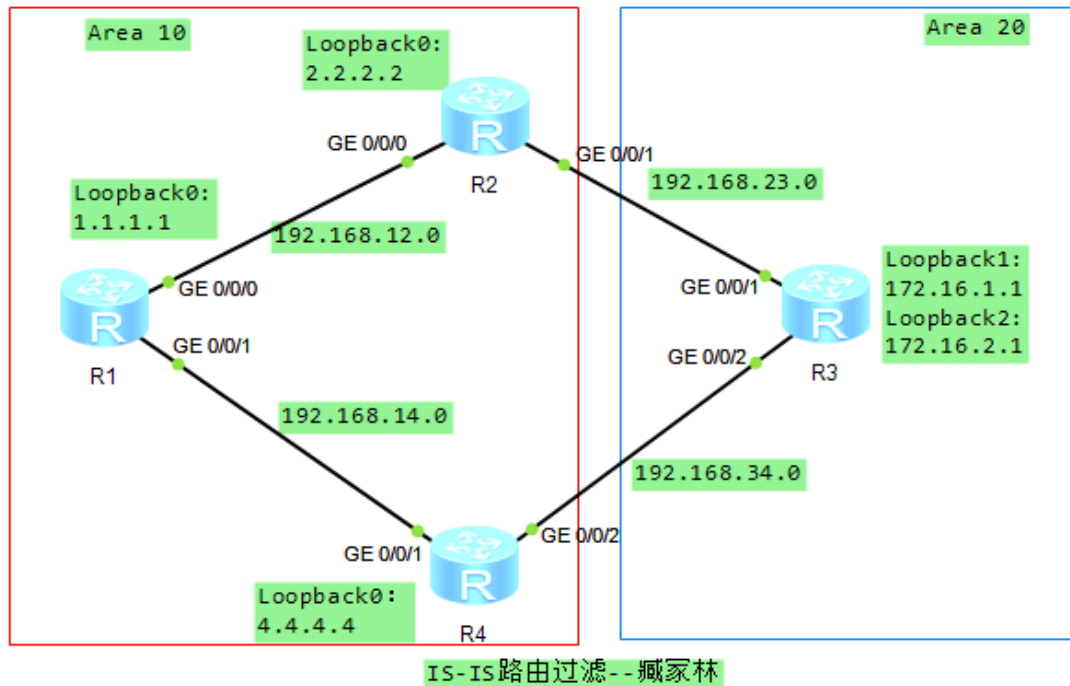 Area 10
Area 20
Loopback0:
2.2.2.2
GE 0/0/0
R
GE 0/0/1
R2
192.168.23.0
Loopback0:
1.1.1.1
192.168.12.0
Loopback1:
172.16.1.1
Loopback2:
172.16.2.1
GE 0/0/0
GE 0/0/1
R
R
GE 0/0/1
GE 0/0/2
R1
R3
192.168.14.0
192.168.34.0
GE 0/0/1
GE 0/0/2
R
Loopback0:
4.4.4.4
R4
IS-IS路由过滤--臧冢林